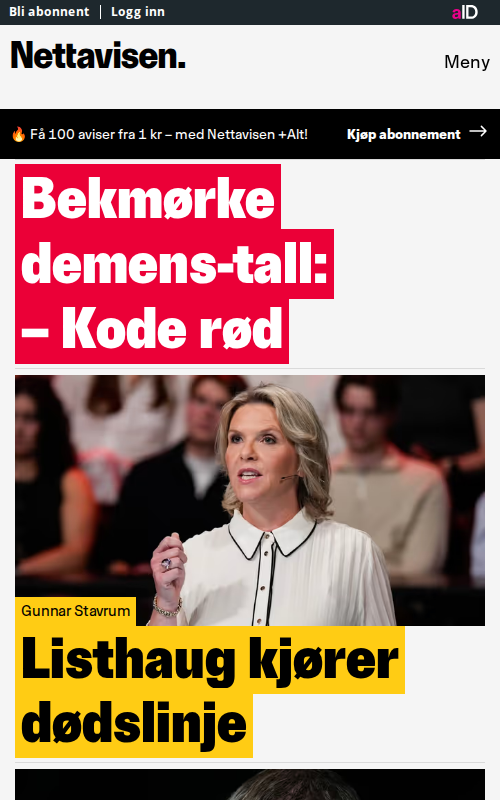 Bli abonnent
Logg inn
aID
Nettavisen.
Meny
🔥 Få 100 aviser fra 1 kr – med Nettavisen +Alt!
Kjøp abonnement →
Bekmørke
demens-tall:
– Kode rød
Gunnar Stavrum
Listhaug kjører
dødslinje